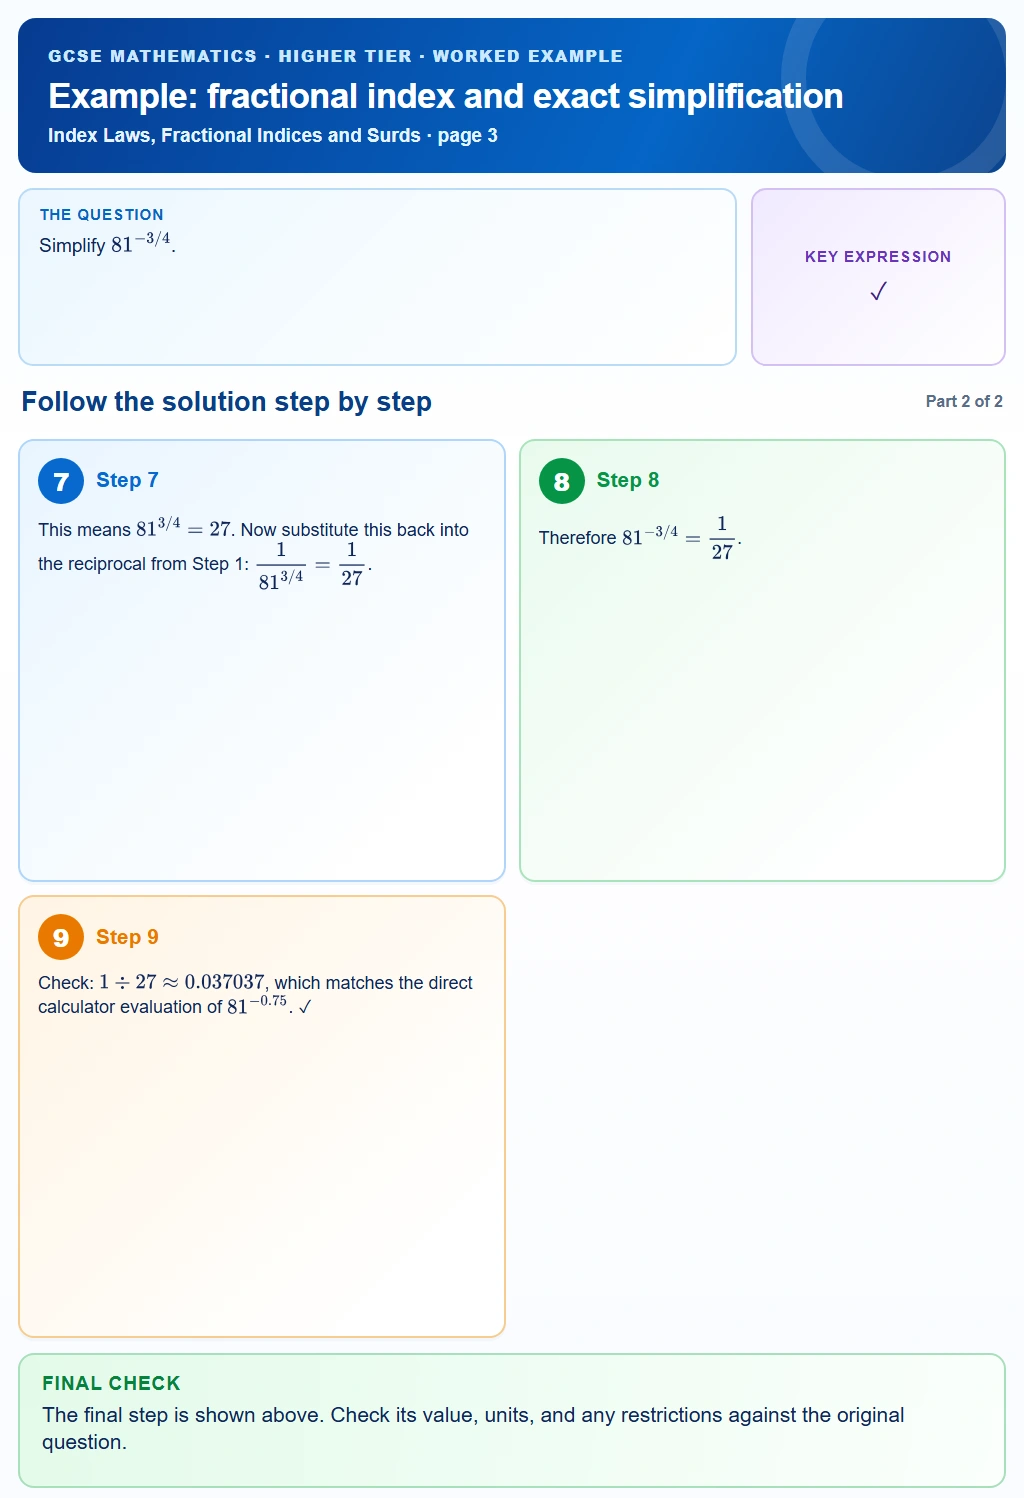 GCSE MATHEMATICS · HIGHER TIER · WORKED EXAMPLE
Example: fractional index and exact simplification
Index Laws, Fractional Indices and Surds · page 3
THE QUESTION
Simplify $81^{-3/4}$.
KEY EXPRESSION
✓
Follow the solution step by step
Part 2 of 2
7 Step 7
This means $81^{3/4} = 27$. Now substitute this back into
the reciprocal from Step 1: $\frac{1}{81^{3/4}} = \frac{1}{27}$.
8 Step 8
Therefore $81^{-3/4} = \frac{1}{27}$.
9 Step 9
Check: $1 \div 27 \approx 0.037037$, which matches the direct
calculator evaluation of $81^{-0.75}$. ✓
FINAL CHECK
The final step is shown above. Check its value, units, and any restrictions against the original
question.